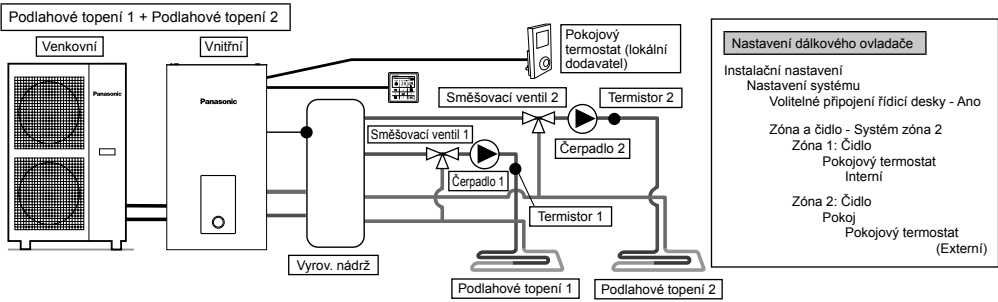 Podlahové topení 1 + Podlahové topení 2
Venkovní
Vnitřní
Pokojový
termostat (lokální
dodavatel)
Panasonic
Panasonic
Směšovací ventil 2
Termistor 2
Směšovací ventil 1
Čerpadlo 2
Čerpadlo 1
Termistor 1
Vyrov. nádrž
Podlahové topení 1
Podlahové topení 2
Nastavení dálkového ovladače
Instalační nastavení
Nastavení systému
Volitelné připojení řídicí desky - Ano
Zóna a čidlo - Systém zóna 2
Zóna 1: Čidlo
Pokojový termostat
Interní
Zóna 2: Čidlo
Pokoj
Pokojový termostat
(Externí)